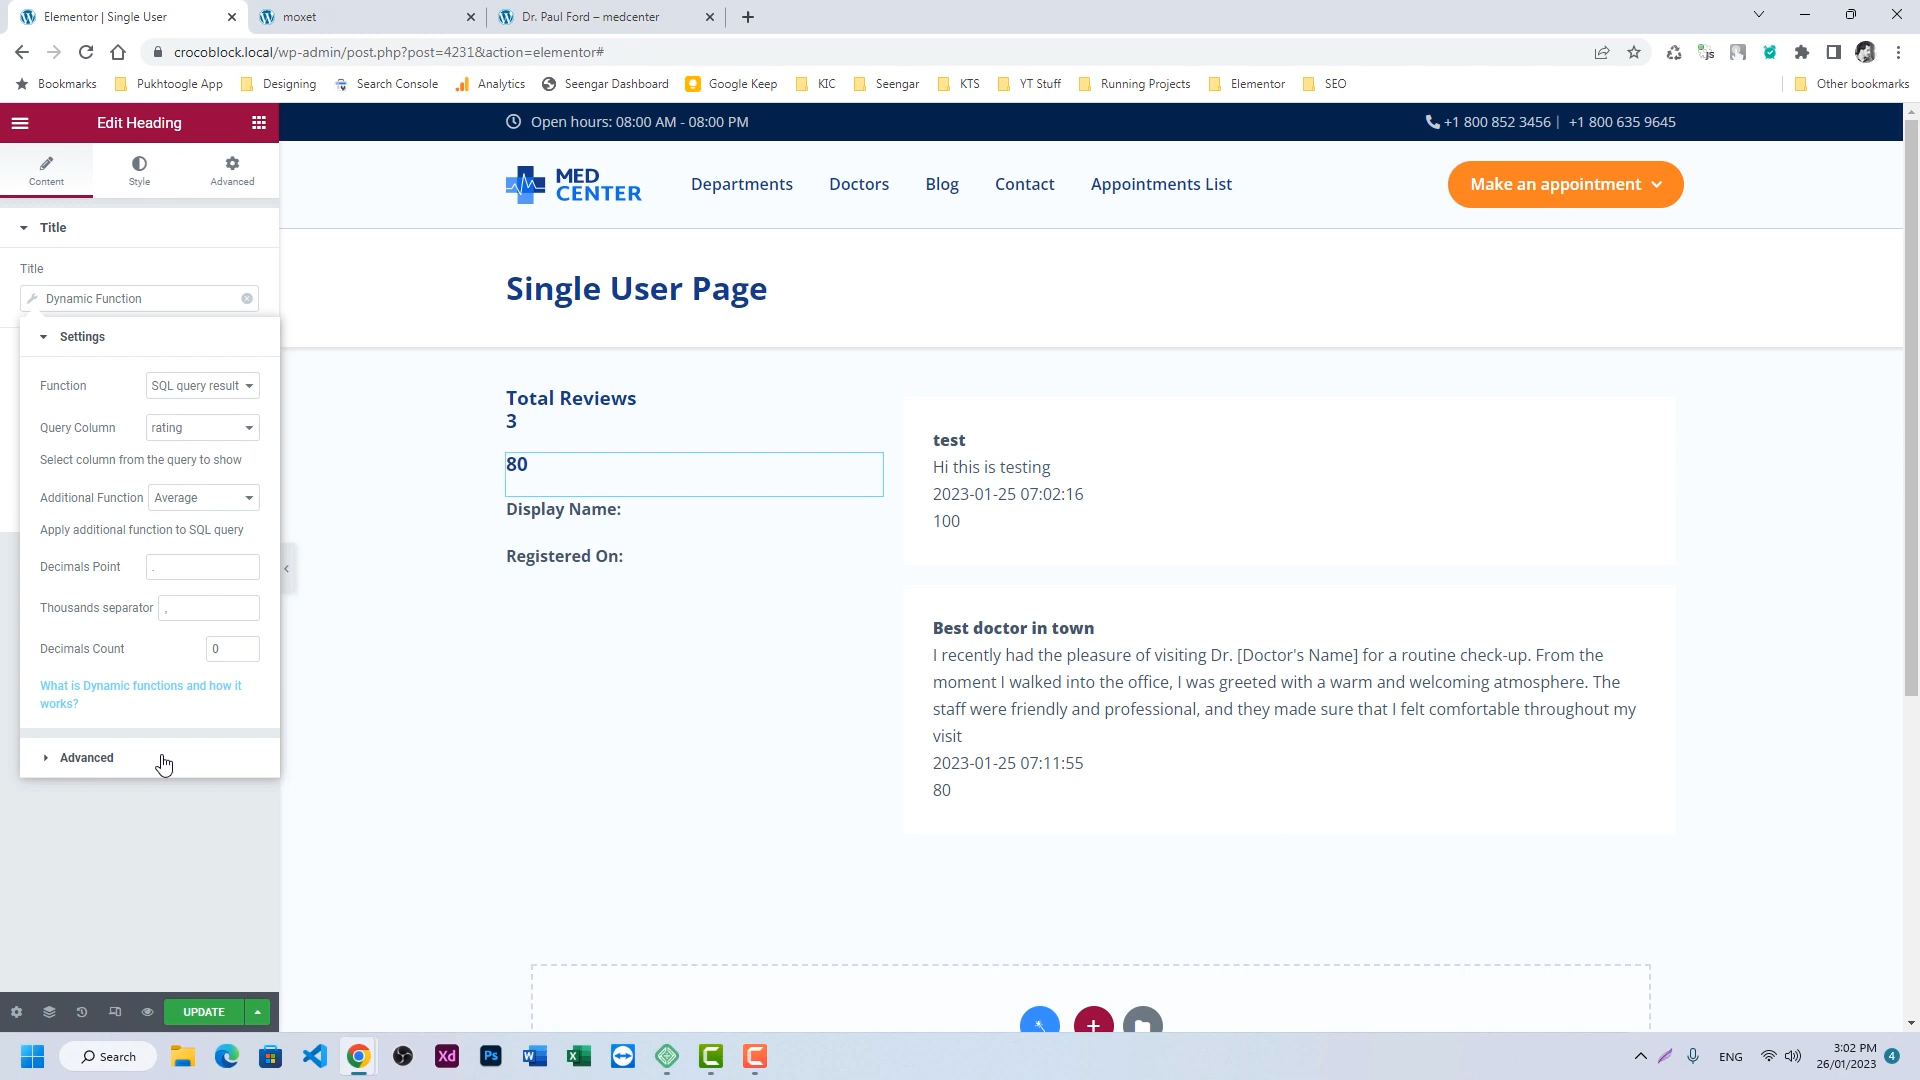 Elementor | Single User
moxet
Dr. Paul Ford – medcenter
crocoblock.local/wp-admin/post.php?post=4231&action=elementor#
Bookmarks
Pukhtoogle App
Designing
Search Console
Analytics
Seengar Dashboard
Google Keep
KIC
Seengar
KTS
YT Stuff
Running Projects
Elementor
SEO
Other bookmarks
Edit Heading
Content
Style
Advanced
Title
Title
Dynamic Function
Settings
Function
SQL query result
Query Column
rating
Select column from the query to show
Additional Function
Average
Apply additional function to SQL query
Decimals Point
.
Thousands separator
,
Decimals Count
0
What is Dynamic functions and how it
works?
Advanced
UPDATE
Open hours: 08:00 AM - 08:00 PM
+1 800 852 3456 | +1 800 635 9645
MED
CENTER
Departments
Doctors
Blog
Contact
Appointments List
Make an appointment
Single User Page
Total Reviews
3
80
Display Name:
Registered On:
test
Hi this is testing
2023-01-25 07:02:16
100
Best doctor in town
I recently had the pleasure of visiting Dr. [Doctor's Name] for a routine check-up. From the
moment I walked into the office, I was greeted with a warm and welcoming atmosphere. The
staff were friendly and professional, and they made sure that I felt comfortable throughout my
visit
2023-01-25 07:11:55
80
Search
Xd
Ps
ENG
3:02 PM
26/01/2023
4